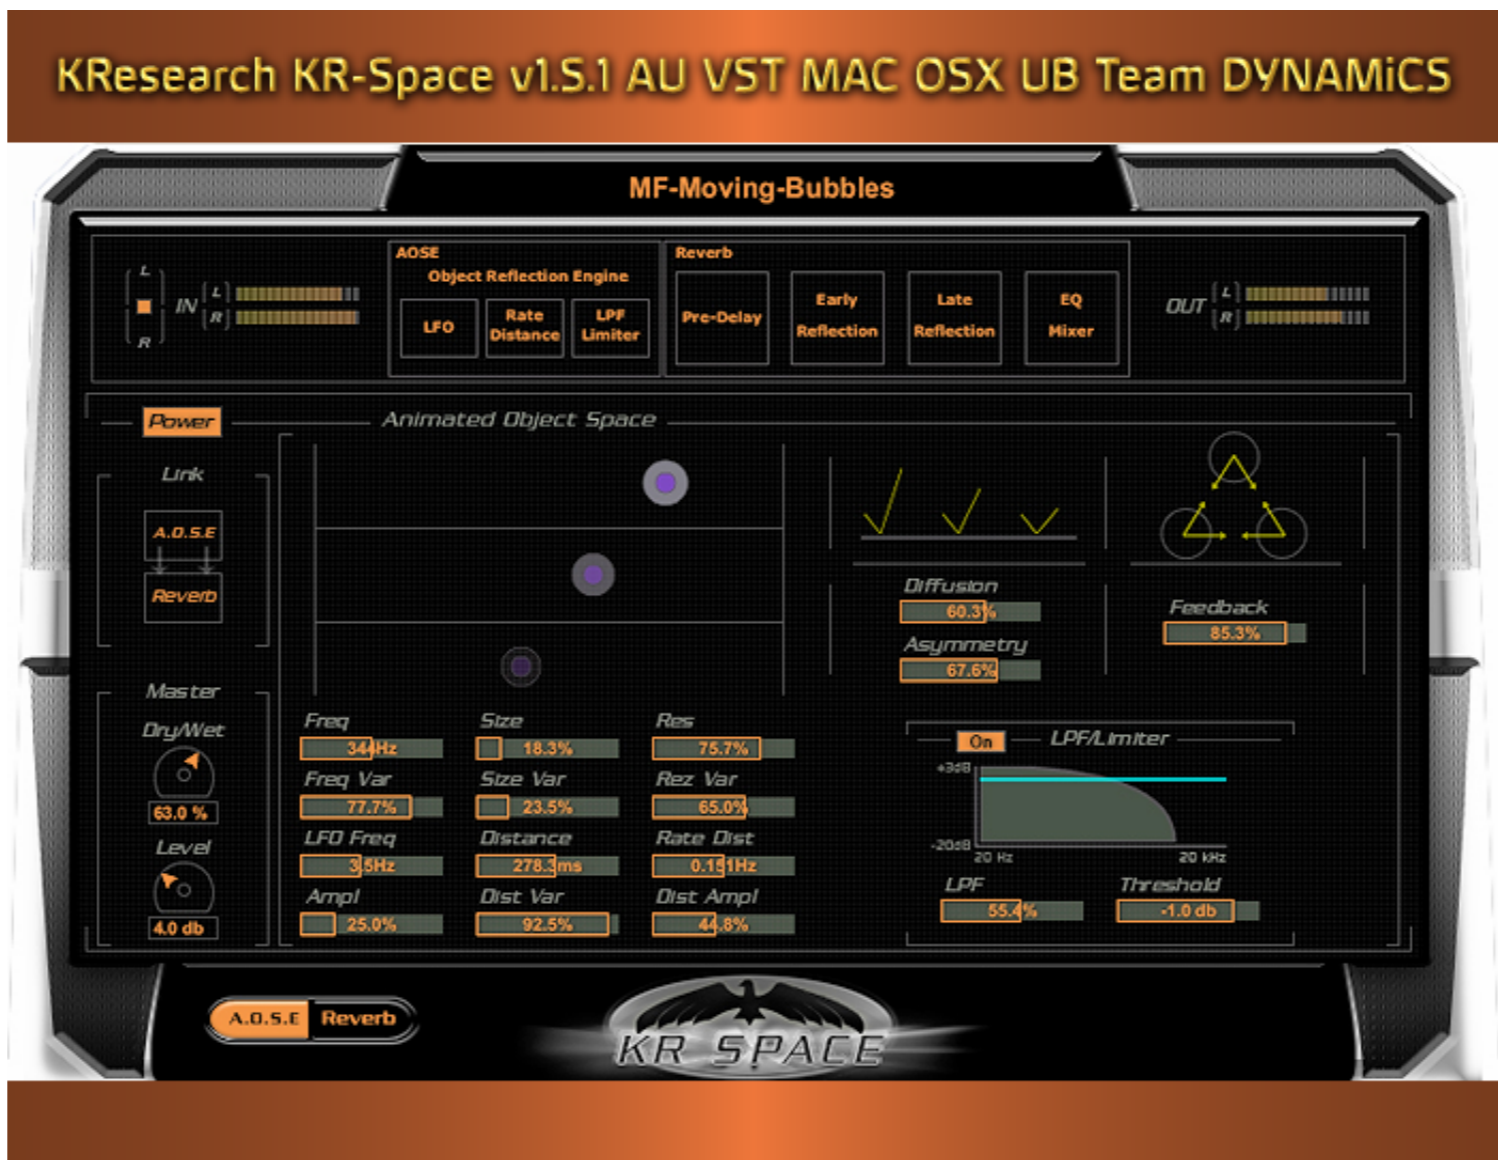 KResearch KR-Space v1.5.1 AU VST MAC OSX UB Team DYNAMiCS
MF-Moving-Bubbles
L
R
IN
L
R
AOSE
Object Reflection Engine
LFO
Rate
Distance
LPF
Limiter
Reverb
Pre-Delay
Early
Reflection
Late
Reflection
EQ
Mixer
OUT
L
R
Power
Animated Object Space
Link
A.O.S.E
Reverb
Master
Dry/Wet
63.0 %
Level
4.0 db
Diffusion
60.3%
Asymmetry
67.6%
Feedback
85.3%
Freq
344Hz
Size
18.3%
Res
75.7%
Freq Var
77.7%
Size Var
23.5%
Rez Var
65.0%
LFO Freq
3.5Hz
Distance
278.3ms
Rate Dist
0.151Hz
Ampl
25.0%
Dist Var
92.5%
Dist Ampl
44.8%
On
LPF/Limiter
+3dB
-20dB
20 Hz
20 kHz
LPF
55.4%
Threshold
-1.0 db
A.O.S.E
Reverb
KR SPACE